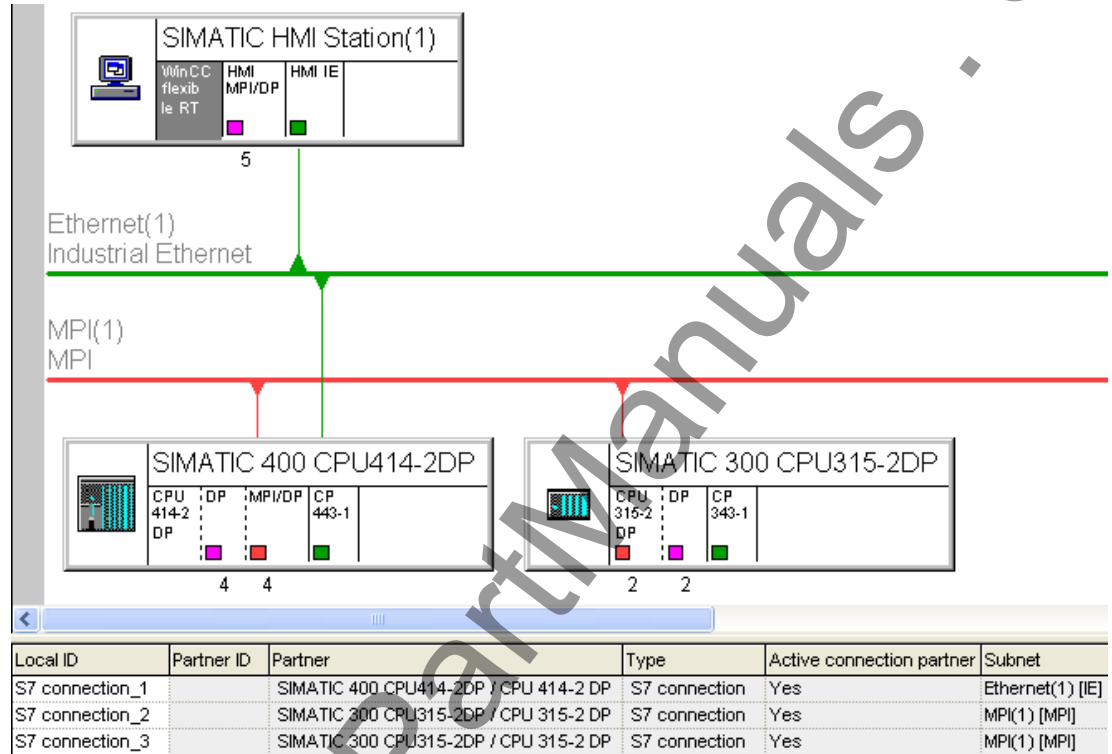 SIMATIC HMI Station(1)
WinCC flexib le RT
HMI MPI/DP
HMI IE
5
Ethernet(1)
Industrial Ethernet
MPI(1)
MPI
SIMATIC 400 CPU414-2DP
CPU 414-2 DP
DP
MPI/DP
CP 443-1
4 4
SIMATIC 300 CPU315-2DP
CPU 315-2 DP
DP
CP 343-1
2 2
Local ID Partner ID Partner Type Active connection partner Subnet
S7 connection_1 SIMATIC 400 CPU414-2DP / CPU 414-2 DP S7 connection Yes Ethernet(1) [IE]
S7 connection_2 SIMATIC 300 CPU315-2DP / CPU 315-2 DP S7 connection Yes MPI(1) [MPI]
S7 connection_3 SIMATIC 300 CPU315-2DP / CPU 315-2 DP S7 connection Yes MPI(1) [MPI]
PartManuals .